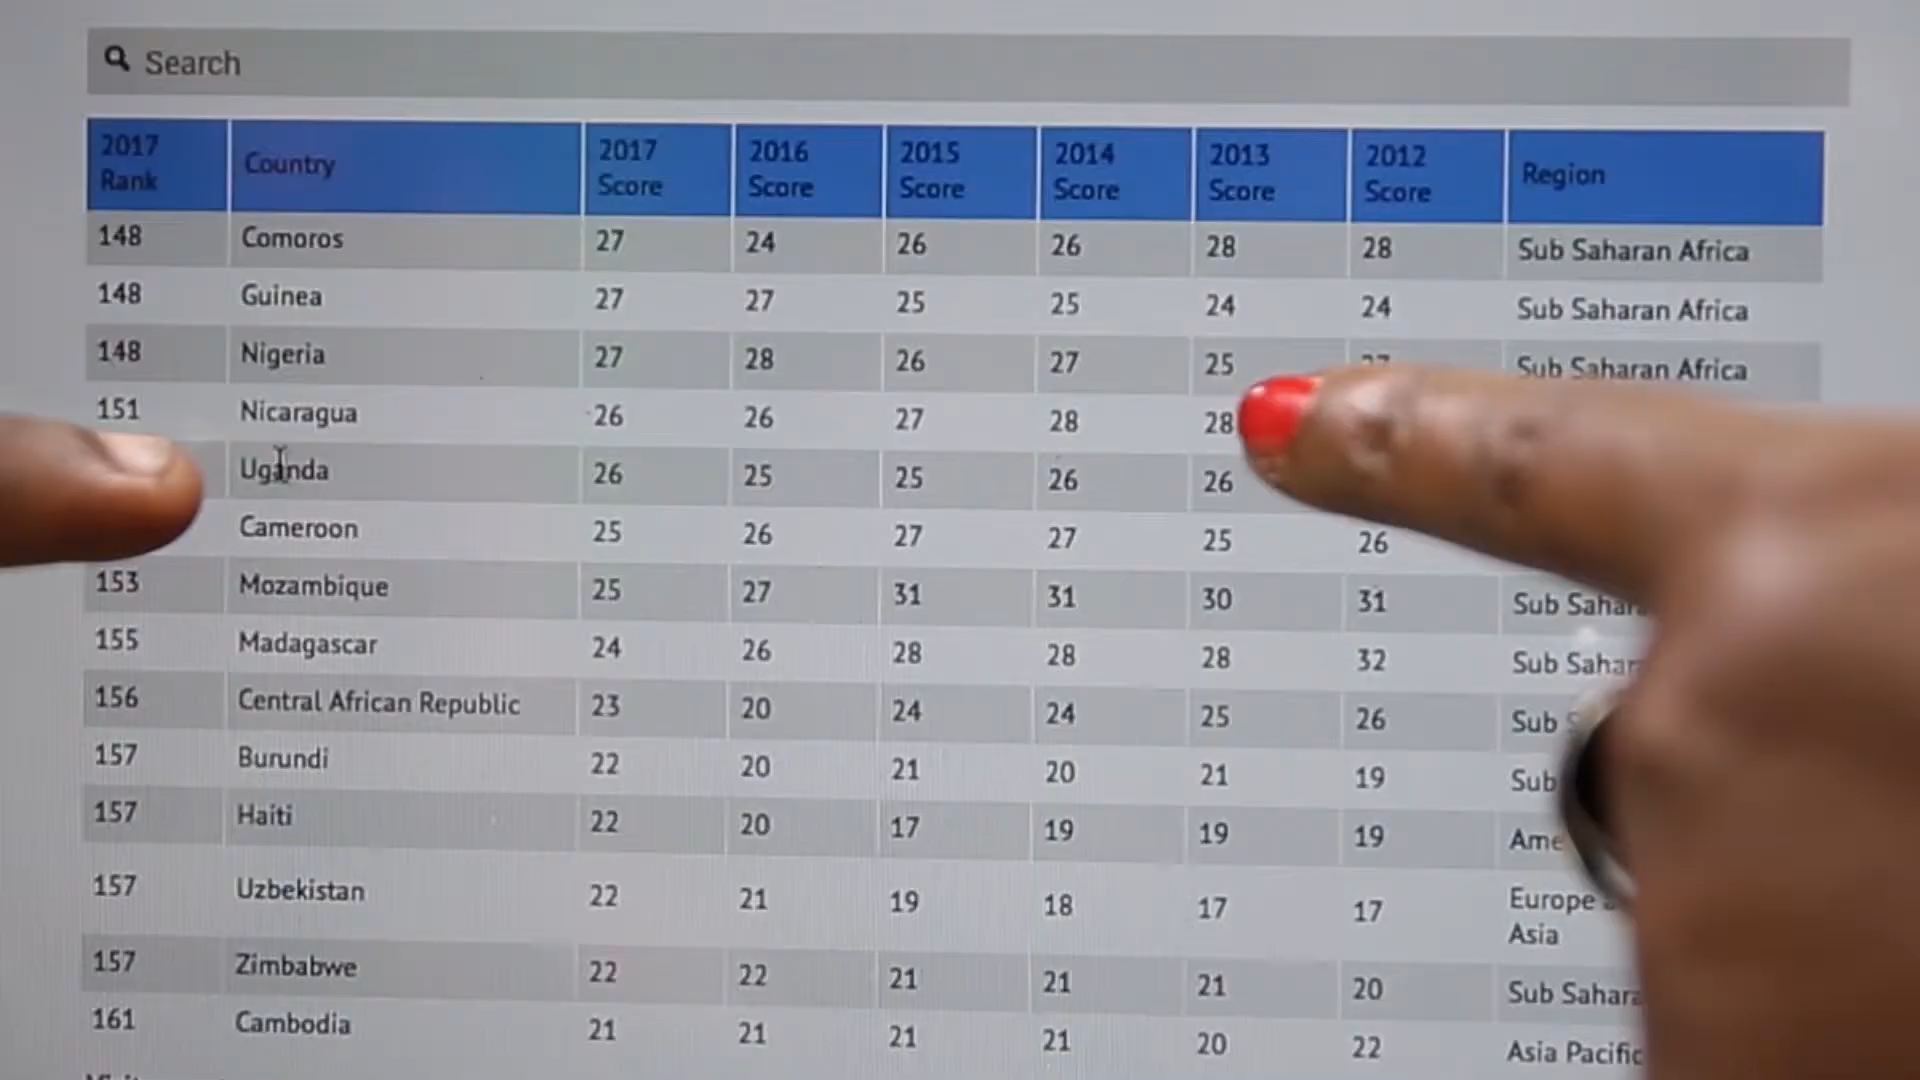 Search
2017 Rank Country 2017 Score 2016 Score 2015 Score 2014 Score 2013 Score 2012 Score Region
148 Comoros 27 24 26 26 28 28 Sub Saharan Africa
148 Guinea 27 27 25 25 24 24 Sub Saharan Africa
148 Nigeria 27 28 26 27 25 Sub Saharan Africa
151 Nicaragua 26 26 27 28 28
Uganda 26 25 25 26 26
Cameroon 25 26 27 27 25 26
153 Mozambique 25 27 31 31 30 31 Sub
155 Madagascar 24 26 28 28 28 32 Sub
156 Central African Republic 23 20 24 24 25 26 Sub
157 Burundi 22 20 21 20 21 19 Sub
157 Haiti 22 20 17 19 19 19
157 Uzbekistan 22 21 19 18 17 17 Europe
Asia
157 Zimbabwe 22 22 21 21 21 20 Sub
161 Cambodia 21 21 21 21 20 22 Asia Pacific